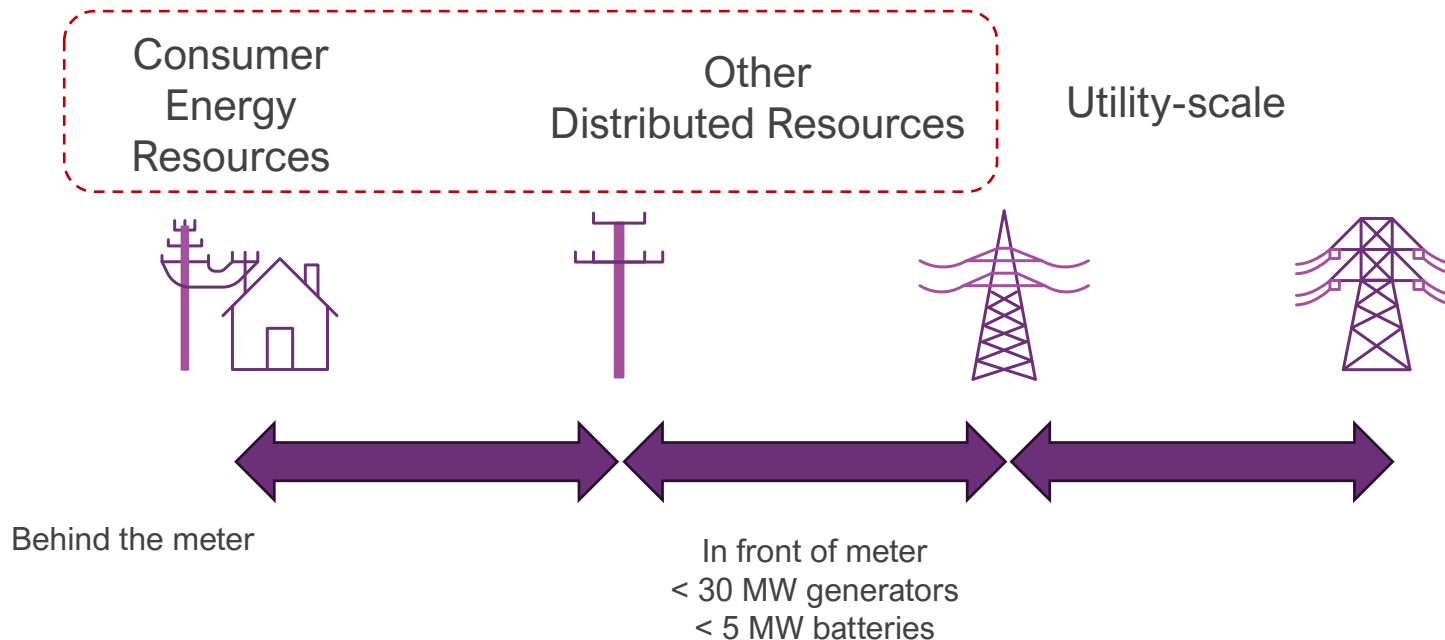 Consumer
Energy
Resources
Other
Distributed Resources
Utility-scale
Behind the meter
In front of meter
< 30 MW generators
< 5 MW batteries